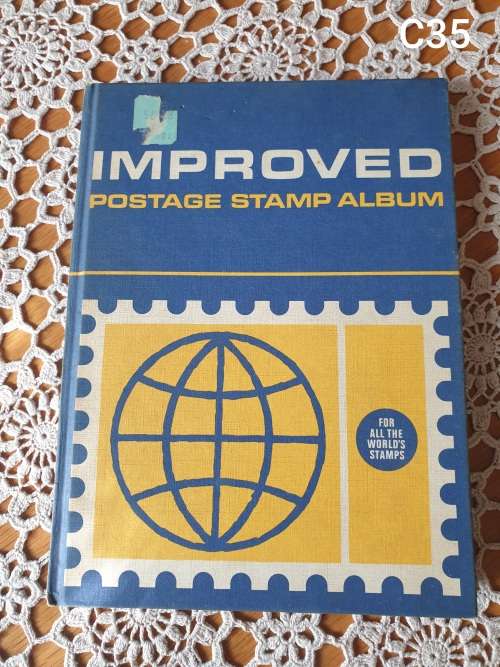 C35
IMPROVED
POSTAGE STAMP ALBUM
FOR
ALL THE
WORLD'S
STAMPS